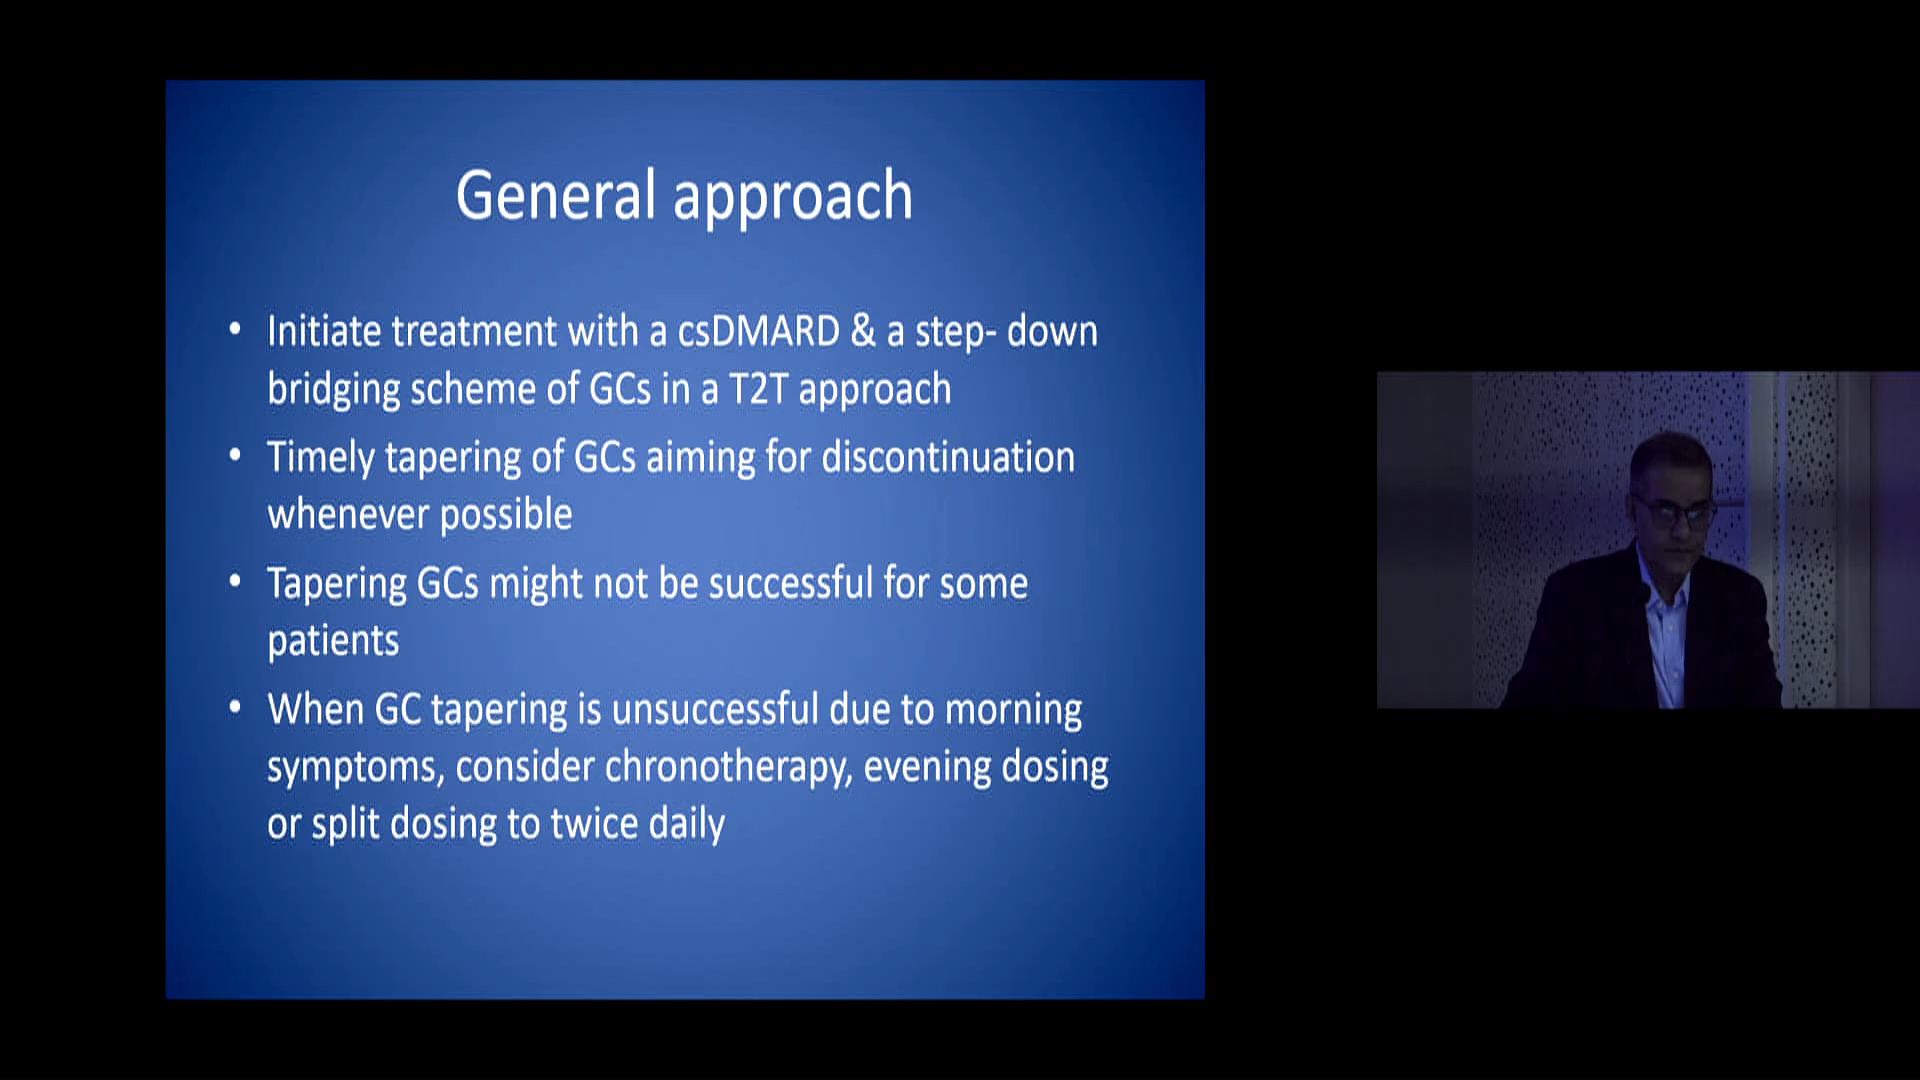 General approach
• Initiate treatment with a csDMARD & a step- down
bridging scheme of GCs in a T2T approach
• Timely tapering of GCs aiming for discontinuation
whenever possible
• Tapering GCs might not be successful for some
patients
• When GC tapering is unsuccessful due to morning
symptoms, consider chronotherapy, evening dosing
or split dosing to twice daily